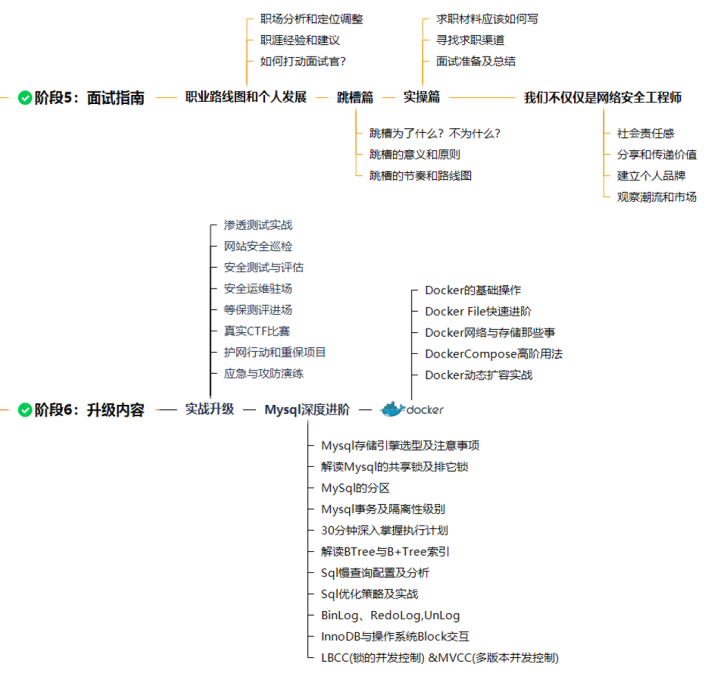 职场分析和定位调整
职涯经验和建议
如何打动面试官?
求职材料应该如何写
寻找求职渠道
面试准备及总结
阶段5：面试指南
职业路线图和个人发展
跳槽篇
实操篇
我们不仅仅是网络安全工程师
跳槽为了什么？不为什么?
跳槽的意义和原则
跳槽的节奏和路线图
社会责任感
分享和传递价值
建立个人品牌
观察潮流和市场
渗透测试实战
网站安全巡检
安全测试与评估
安全运维驻场
等保测评进场
真实CTF比赛
护网行动和重保项目
应急与攻防演练
Docker的基础操作
Docker File快速进阶
Docker网络与存储那些事
DockerCompose高阶用法
Docker动态扩容实战
阶段6：升级内容
实战升级
Mysql深度进阶
docker
Mysql存储引擎选型及注意事项
解读Mysql的共享锁及排它锁
MySql的分区
Mysql事务及隔离性级别
30分钟深入掌握执行计划
解读BTree与B+Tree索引
Sql慢查询配置及分析
Sql优化策略及实战
BinLog、RedoLog,UnLog
InnoDB与操作系统Block交互
LBCC(锁的并发控制) &MVCC(多版本并发控制)